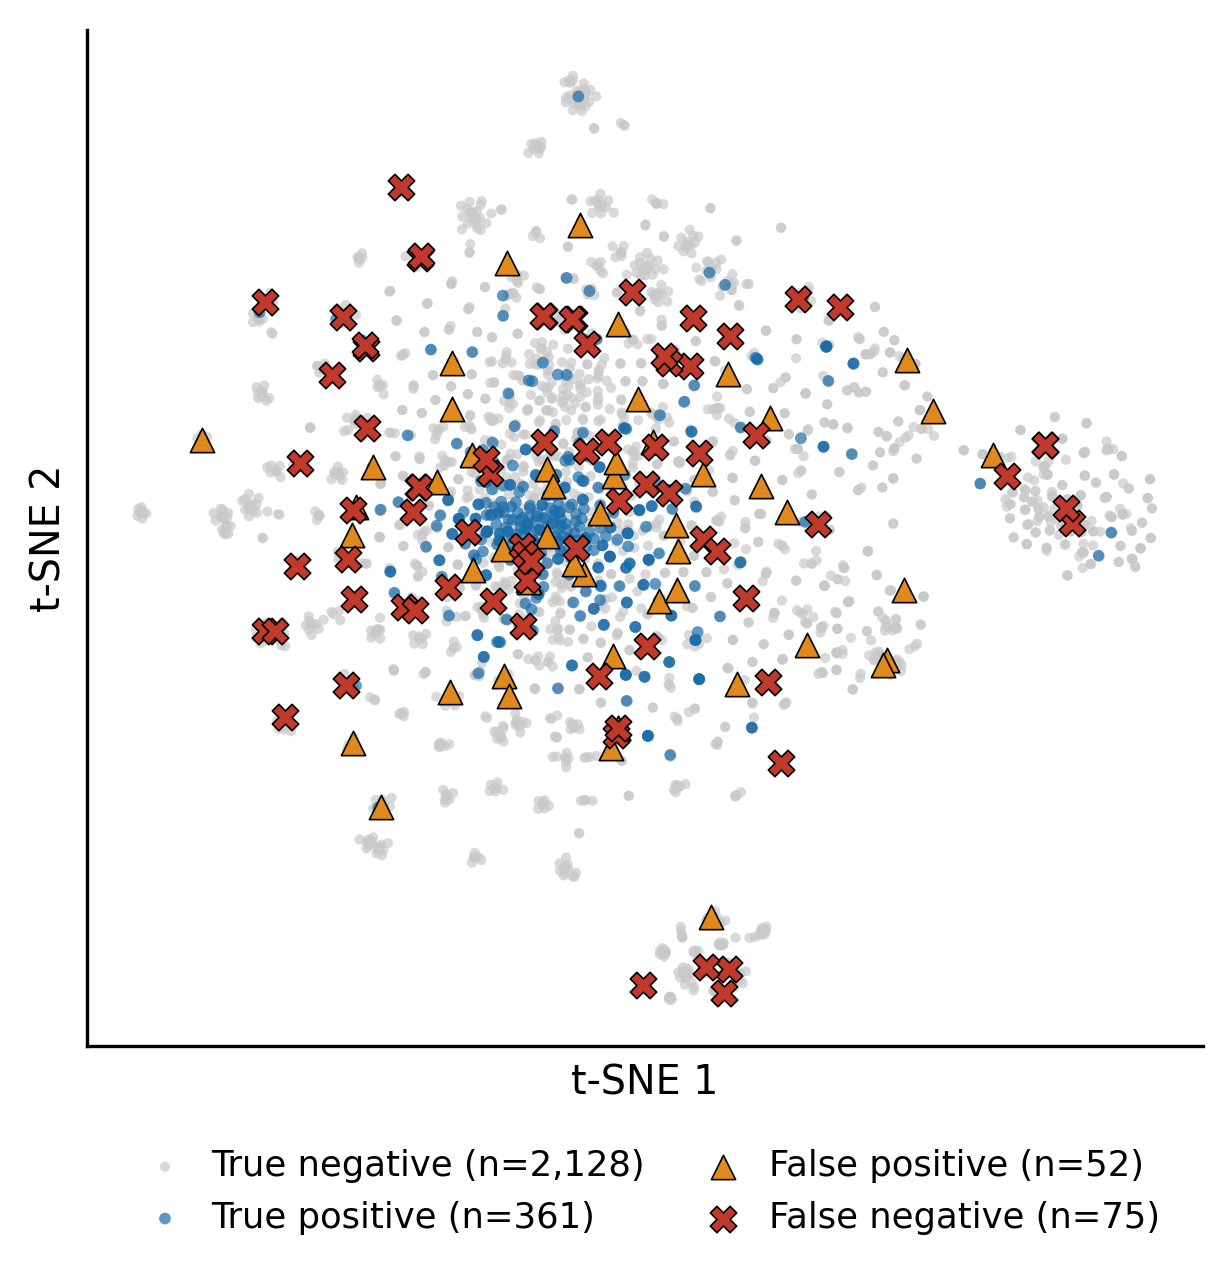 t-SNE 2
t-SNE 1
True negative (n=2,128)
True positive (n=361)
False positive (n=52)
False negative (n=75)